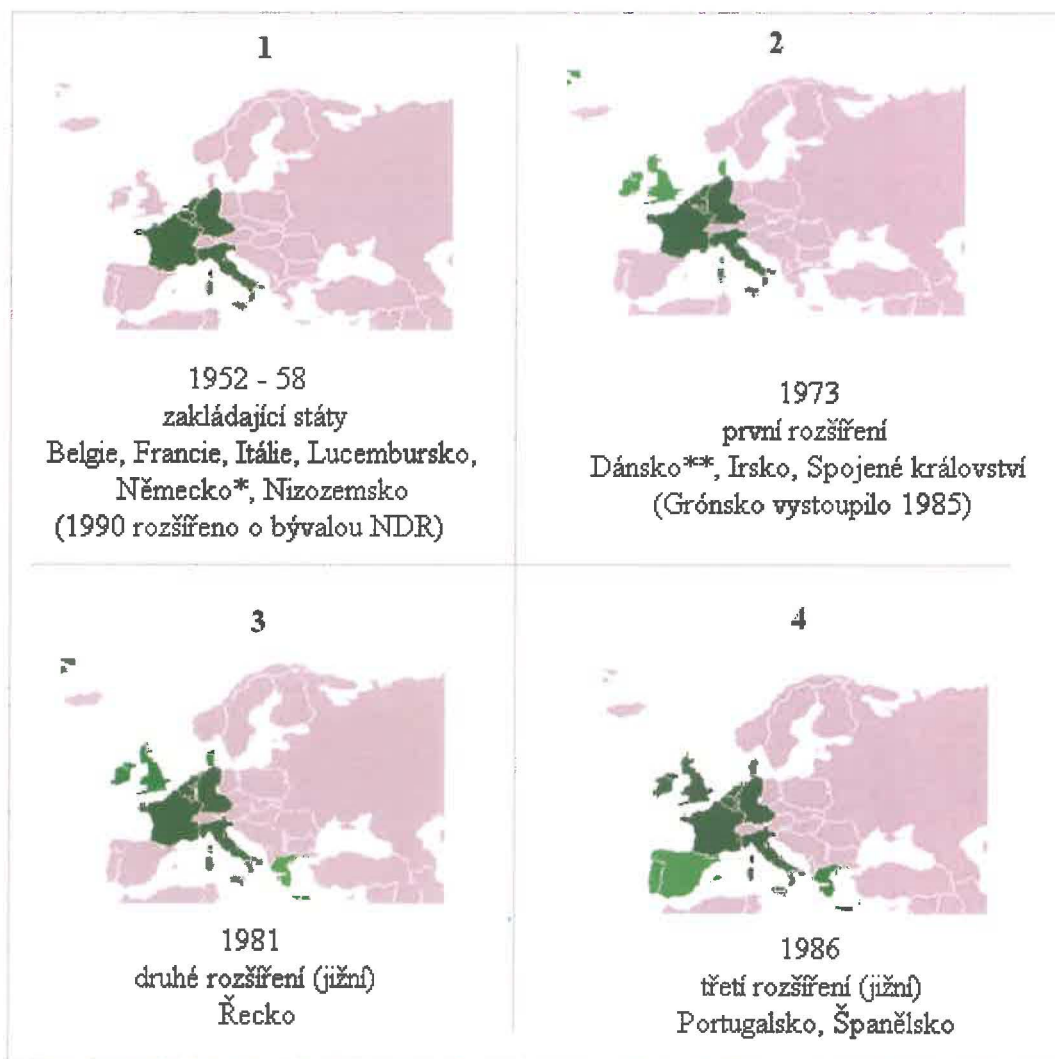 1
1952 - 58
zakládající státy
Belgie, Francie, Itálie, Lucembursko,
Německo*, Nizozemsko
(1990 rozšířeno o bývalou NDR)
2
1973
první rozšíření
Dánsko**, Irsko, Spojené království
(Grónsko vystoupilo 1985)
3
1981
druhé rozšíření (jižní)
Řecko
4
1986
třetí rozšíření (jižní)
Portugalsko, Španělsko